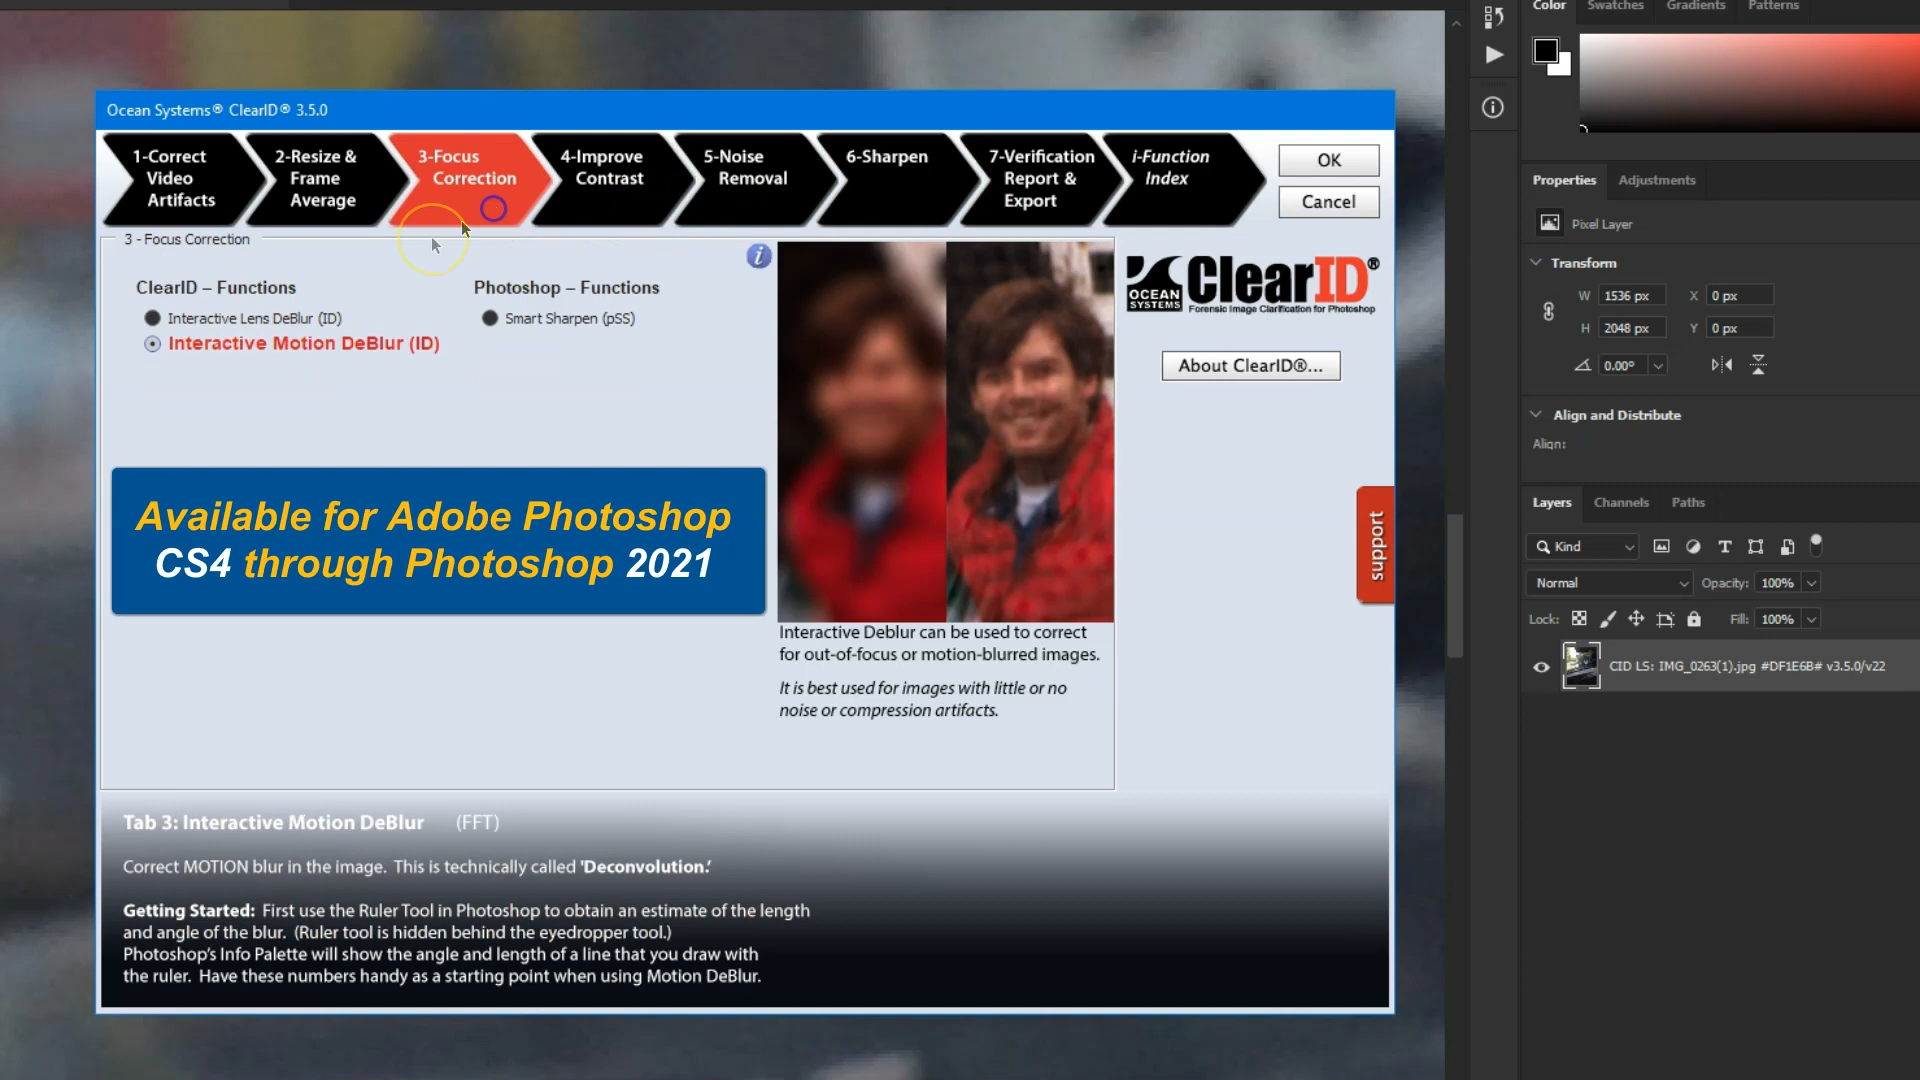 Ocean Systems® ClearID® 3.5.0
1-Correct
Video
Artifacts
2-Resize &
Frame
Average
3-Focus
Correction
4-Improve
Contrast
5-Noise
Removal
6-Sharpen
7-Verification
Report &
Export
i-Function
Index
OK
Cancel
3 - Focus Correction
i
ClearID – Functions
Interactive Lens DeBlur (ID)
Interactive Motion DeBlur (ID)
Photoshop – Functions
Smart Sharpen (pSS)
Available for Adobe Photoshop
CS4 through Photoshop 2021
Interactive Deblur can be used to correct
for out-of-focus or motion-blurred images.
It is best used for images with little or no
noise or compression artifacts.
OCEAN
SYSTEMS
ClearID®
Forensic Image Clarification for Photoshop
About ClearID®...
support
Tab 3: Interactive Motion DeBlur (FFT)
Correct MOTION blur in the image. This is technically called 'Deconvolution.'
Getting Started: First use the Ruler Tool in Photoshop to obtain an estimate of the length
and angle of the blur. (Ruler tool is hidden behind the eyedropper tool.)
Photoshop's Info Palette will show the angle and length of a line that you draw with
the ruler. Have these numbers handy as a starting point when using Motion DeBlur.
Color Swatches Gradients Patterns
Properties Adjustments
Pixel Layer
Transform
W 1536 px X 0 px
H 2048 px Y 0 px
0.00°
Align and Distribute
Align:
Layers Channels Paths
Kind
Normal Opacity: 100%
Lock: Fill: 100%
CID LS: IMG_0263(1).jpg #DF1E6B# v3.5.0/v22